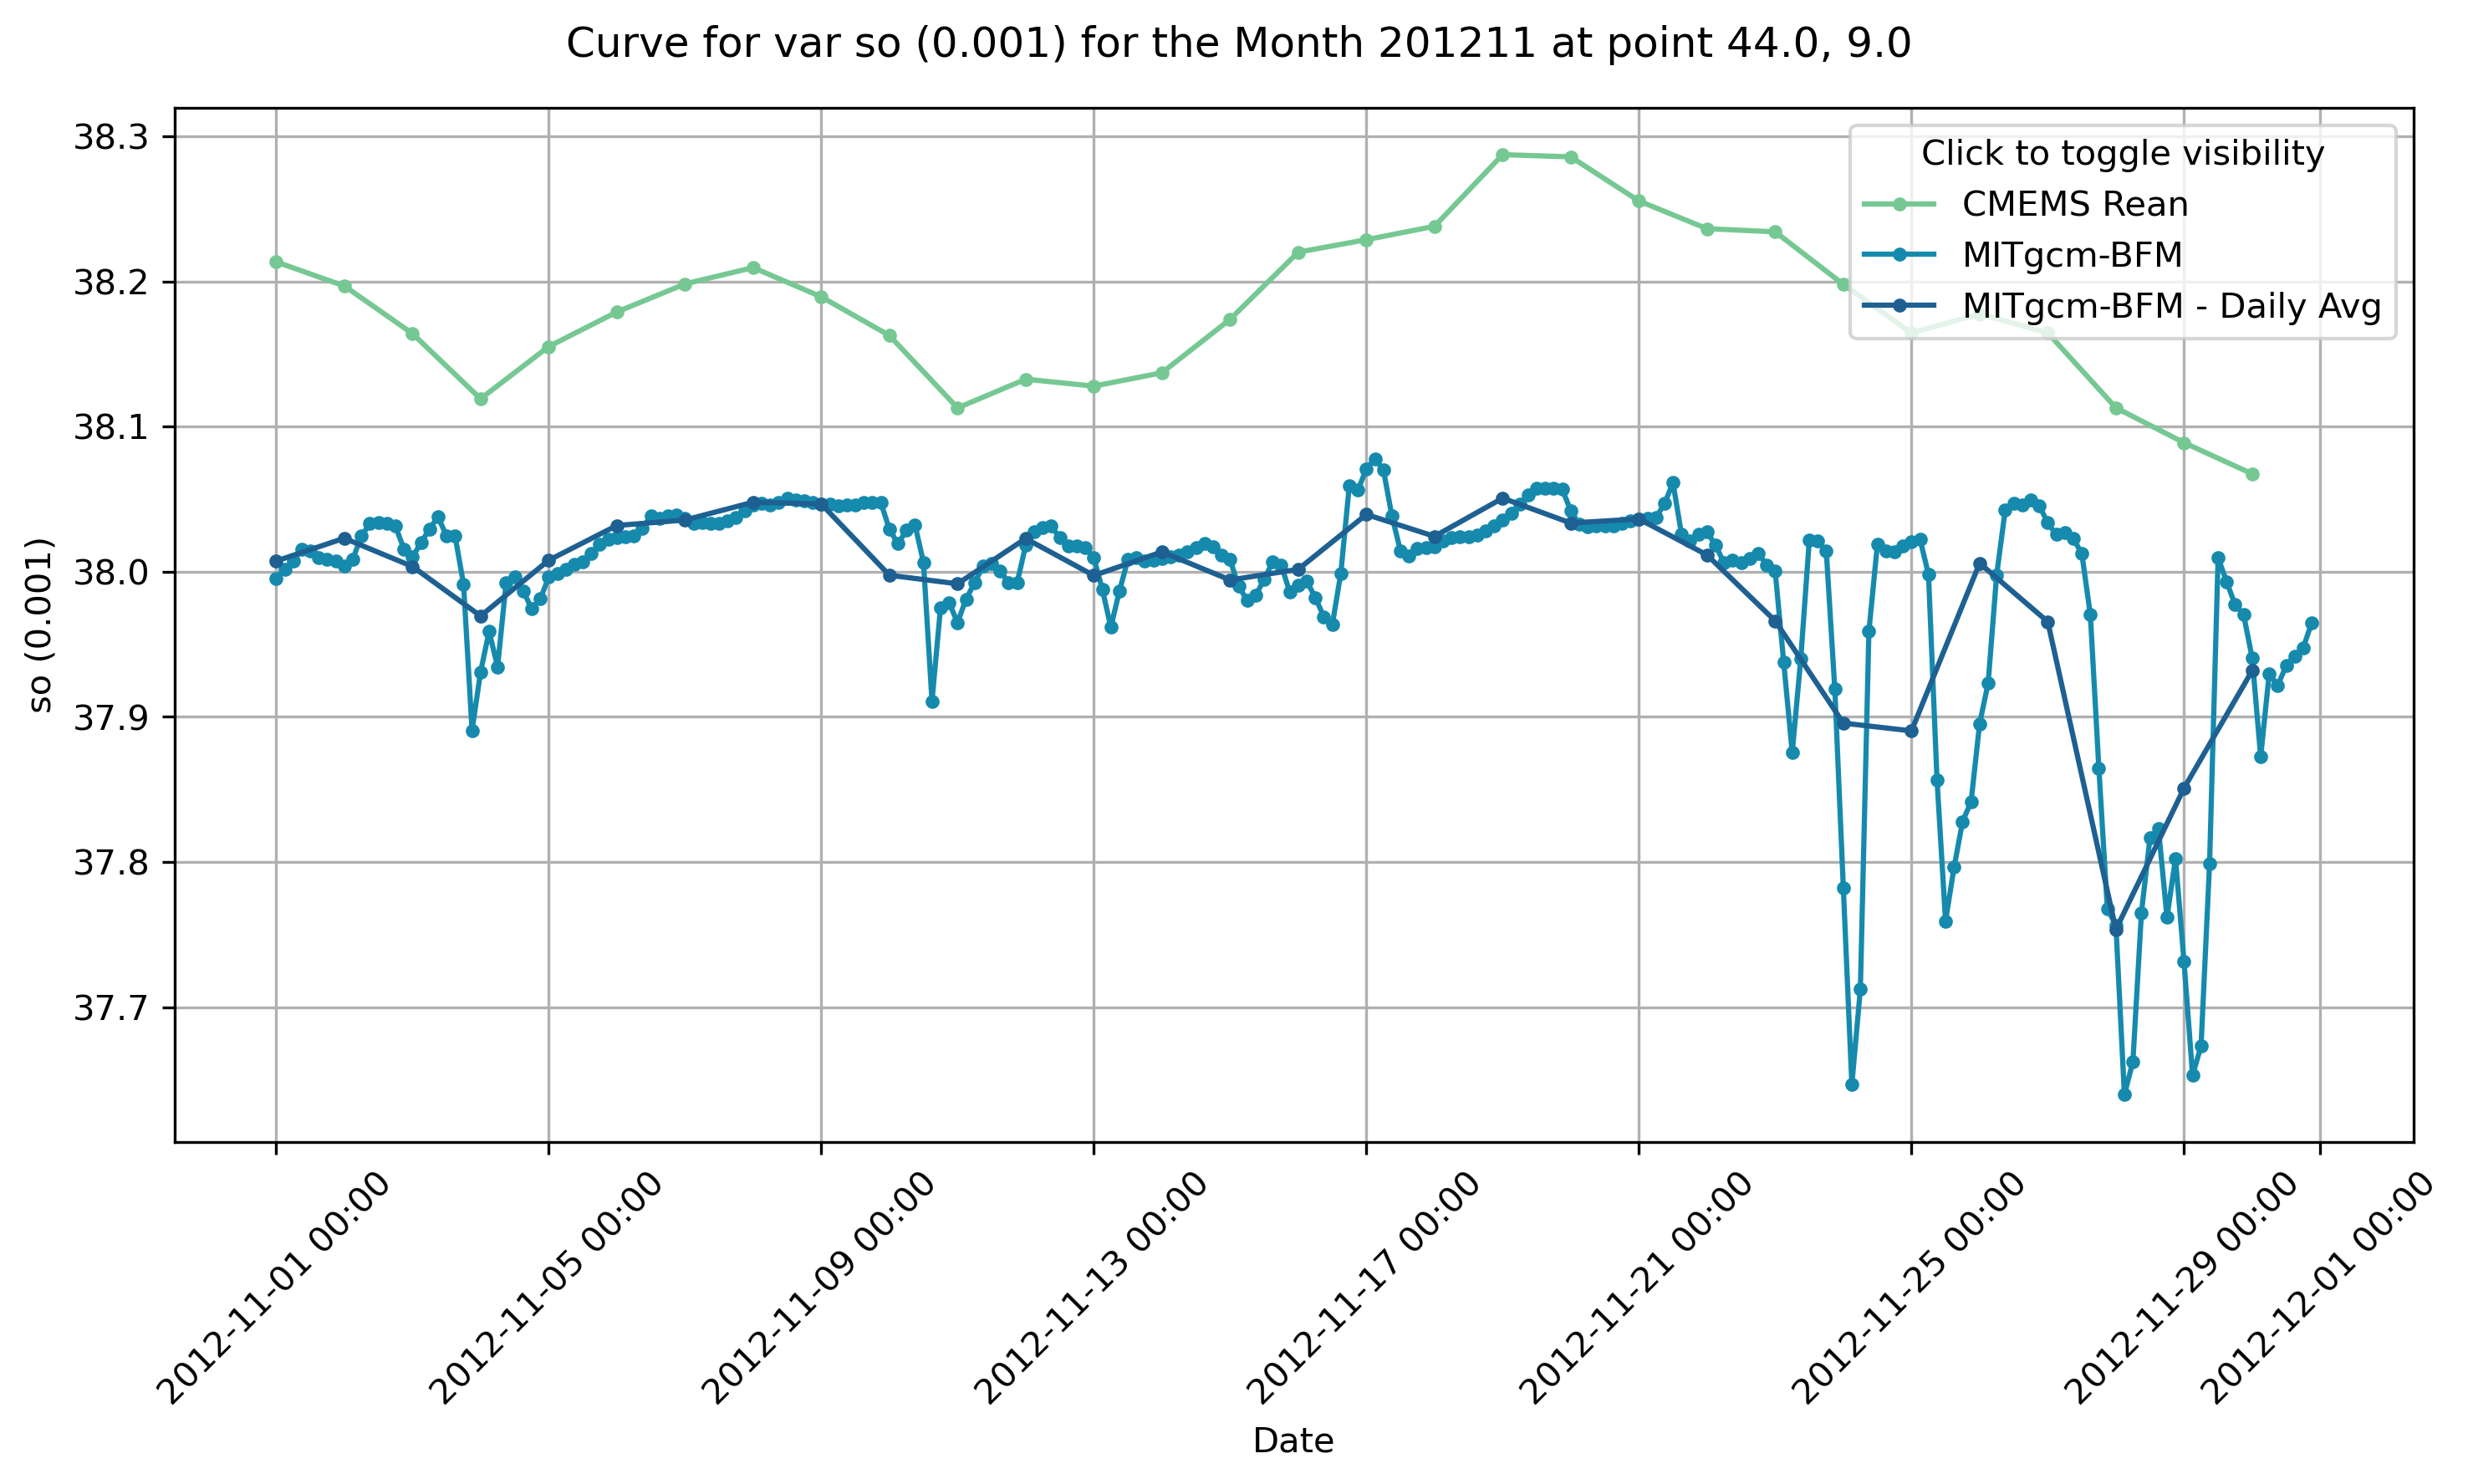 Curve for var so (0.001) for the Month 201211 at point 44.0, 9.0
Click to toggle visibility
CMEMS Rean
MITgcm-BFM
MITgcm-BFM - Daily Avg
so (0.001)
38.3
38.2
38.1
38.0
37.9
37.8
37.7
2012-11-01 00:00
2012-11-05 00:00
2012-11-09 00:00
2012-11-13 00:00
2012-11-17 00:00
2012-11-21 00:00
2012-11-25 00:00
2012-11-29 00:00
2012-12-01 00:00
Date